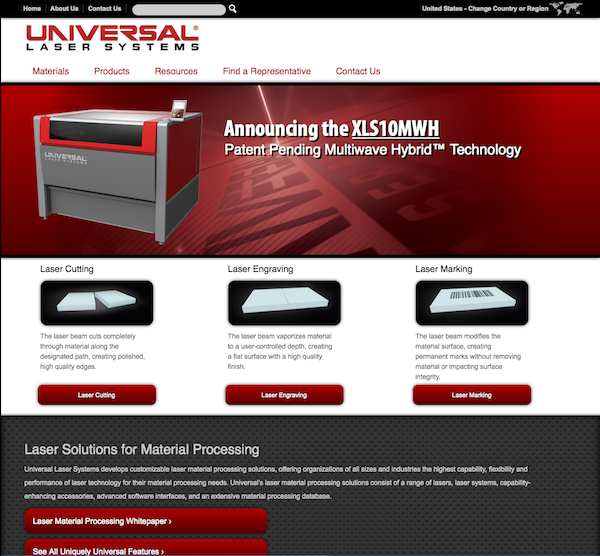 Home About Us Contact Us
United States - Change Country or Region
UNIVERSAL®
LASER SYSTEMS
Materials Products Resources Find a Representative Contact Us
UNIVERSAL
LASER SYSTEMS
Announcing the XLS10MWH
Patent Pending Multiwave Hybrid™ Technology
Laser Cutting
The laser beam cuts completely
through material along the
designated path, creating polished,
high quality edges.
Laser Cutting
Laser Engraving
The laser beam vaporizes material
to a user-controlled depth, creating
a flat surface with a high quality
finish.
Laser Engraving
Laser Marking
The laser beam modifies the
material surface, creating
permanent marks without removing
material or impacting surface
integrity.
Laser Marking
Laser Solutions for Material Processing
Universal Laser Systems develops customizable laser material processing solutions, offering organizations of all sizes and industries the highest capability, flexibility and
performance of laser technology for their material processing needs. Universal's laser material processing solutions consist of a range of lasers, laser systems, capability-
enhancing accessories, advanced software interfaces, and an extensive material processing database.
Laser Material Processing Whitepaper ›
See All Uniquely Universal Features ›